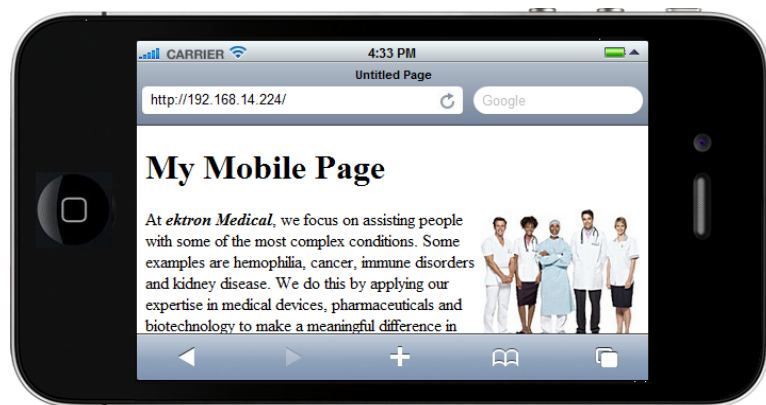 CARRIER 4:33 PM
Untitled Page
http://192.168.14.224/ Google
My Mobile Page
At ektron Medical, we focus on assisting people
with some of the most complex conditions. Some
examples are hemophilia, cancer, immune disorders
and kidney disease. We do this by applying our
expertise in medical devices, pharmaceuticals and
biotechnology to make a meaningful difference in